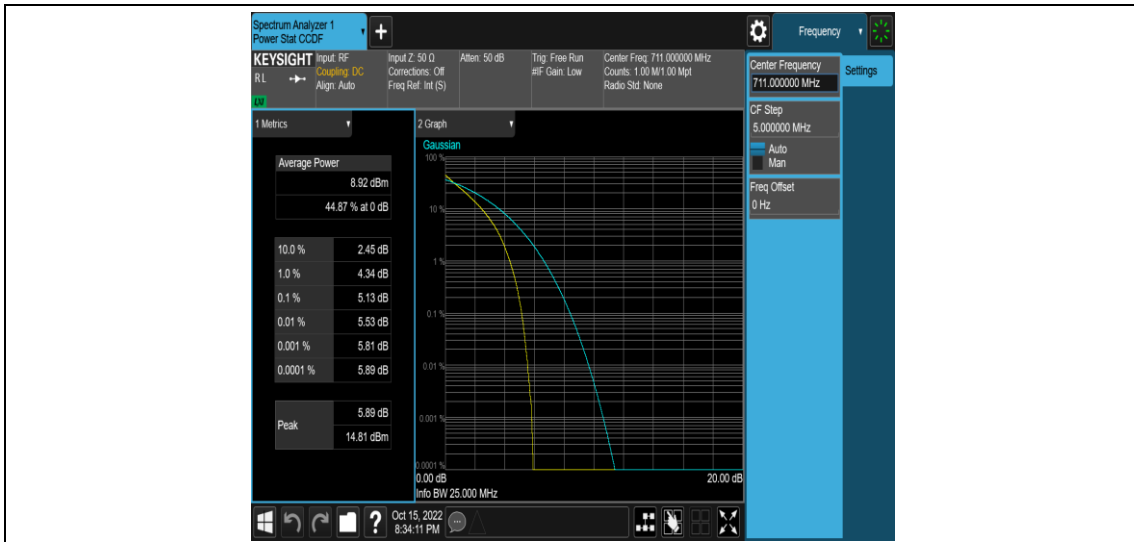 Spectrum Analyzer 1
Power Stat CCDF
Frequency
KEYSIGHT
RL
LXI
Input: RF
Coupling: DC
Align: Auto
Input Z: 50 Ω
Corrections: Off
Freq Ref: Int (S)
Atten: 50 dB
Trig: Free Run
#IF Gain: Low
Center Freq: 711.000000 MHz
Counts: 1.00 M/1.00 Mpt
Radio Std: None
Center Frequency
711.000000 MHz
Settings
CF Step
5.000000 MHz
Auto
Man
Freq Offset
0 Hz
1 Metrics
Average Power
8.92 dBm
44.87 % at 0 dB
10.0 % 2.45 dB
1.0 % 4.34 dB
0.1 % 5.13 dB
0.01 % 5.53 dB
0.001 % 5.81 dB
0.0001 % 5.89 dB
Peak
5.89 dB
14.81 dBm
2 Graph
Gaussian
100 %
10 %
1 %
0.1 %
0.01 %
0.001 %
0.0001 %
0.00 dB
20.00 dB
Info BW 25.000 MHz
Oct 15, 2022
8:34:11 PM